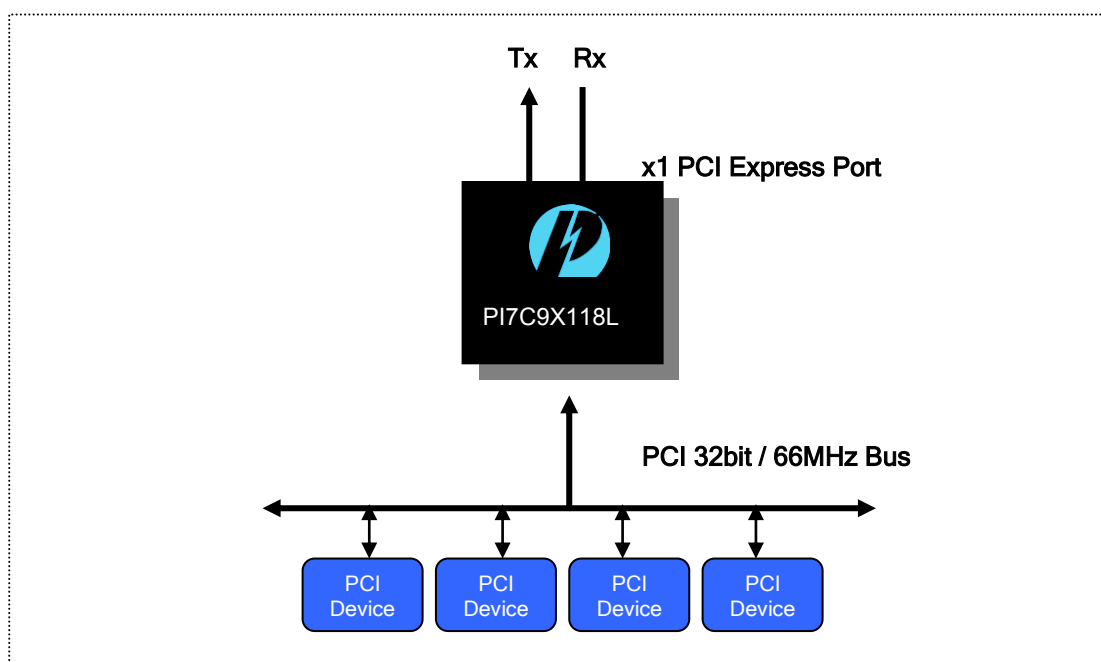 Tx Rx
x1 PCI Express Port
PI7C9X118L
PCI 32bit / 66MHz Bus
PCI
Device
PCI
Device
PCI
Device
PCI
Device